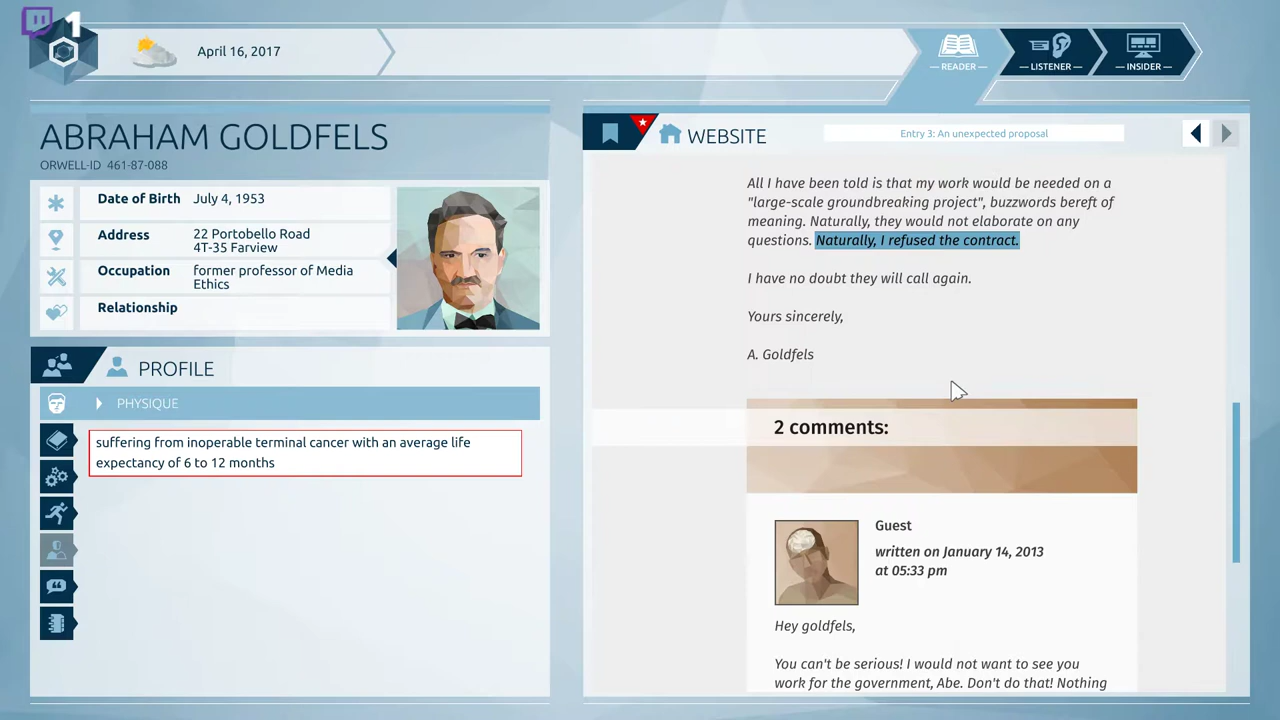 1
April 16, 2017
READER
LISTENER
INSIDER
ABRAHAM GOLDFELS
ORWELL-ID 461-87-088
Date of Birth July 4, 1953
Address 22 Portobello Road
4T-35 Farview
Occupation former professor of Media
Ethics
Relationship
PROFILE
PHYSIQUE
suffering from inoperable terminal cancer with an average life
expectancy of 6 to 12 months
WEBSITE
Entry 3: An unexpected proposal
All I have been told is that my work would be needed on a
"large-scale groundbreaking project", buzzwords bereft of
meaning. Naturally, they would not elaborate on any
questions. Naturally, I refused the contract.
I have no doubt they will call again.
Yours sincerely,
A. Goldfels
2 comments:
Guest
written on January 14, 2013
at 05:33 pm
Hey goldfels,
You can't be serious! I would not want to see you
work for the government, Abe. Don't do that! Nothing